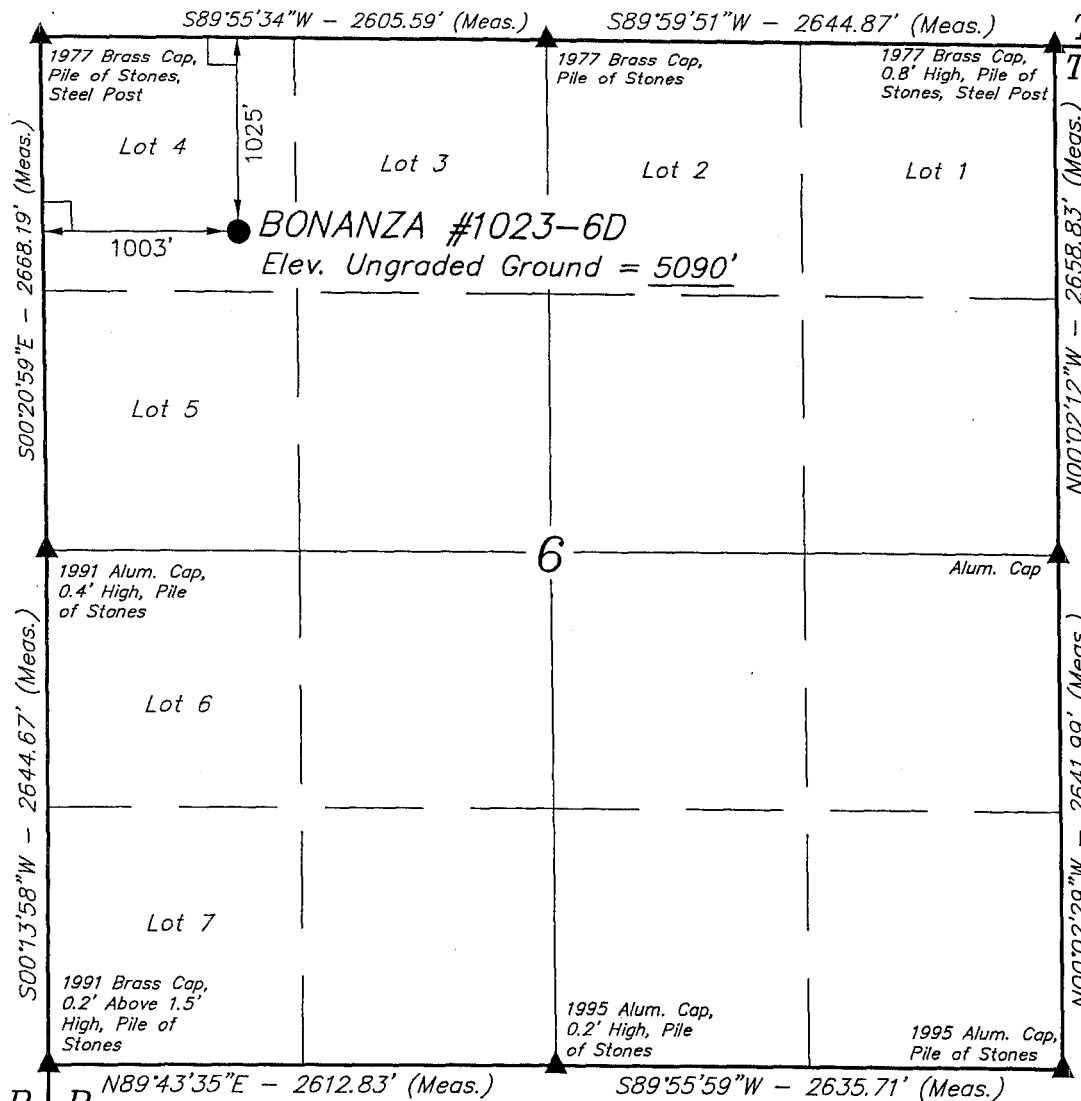 S89°55'34"W - 2605.59' (Meas.)
S89°59'51"W - 2644.87' (Meas.)
T
1977 Brass Cap,
Pile of Stones,
Steel Post
1977 Brass Cap,
Pile of Stones
1977 Brass Cap,
0.8' High, Pile of
Stones, Steel Post
Lot 4
1025'
Lot 3
Lot 2
Lot 1
S00°20'59"E - 2668.19' (Meas.)
N00°02'12"W - 2658.83' (Meas.)
1003'
BONANZA #1023-6D
Elev. Ungraded Ground = 5090'
Lot 5
6
1991 Alum. Cap,
0.4' High, Pile
of Stones
Alum. Cap
Lot 6
S00°13'58"W - 2644.67' (Meas.)
N00°02'29"W - 2641.99' (Meas.)
Lot 7
1991 Brass Cap,
0.2' Above 1.5'
High, Pile of
Stones
1995 Alum. Cap,
0.2' High, Pile
of Stones
1995 Alum. Cap,
Pile of Stones
N89°43'35"E - 2612.83' (Meas.)
S89°55'59"W - 2635.71' (Meas.)